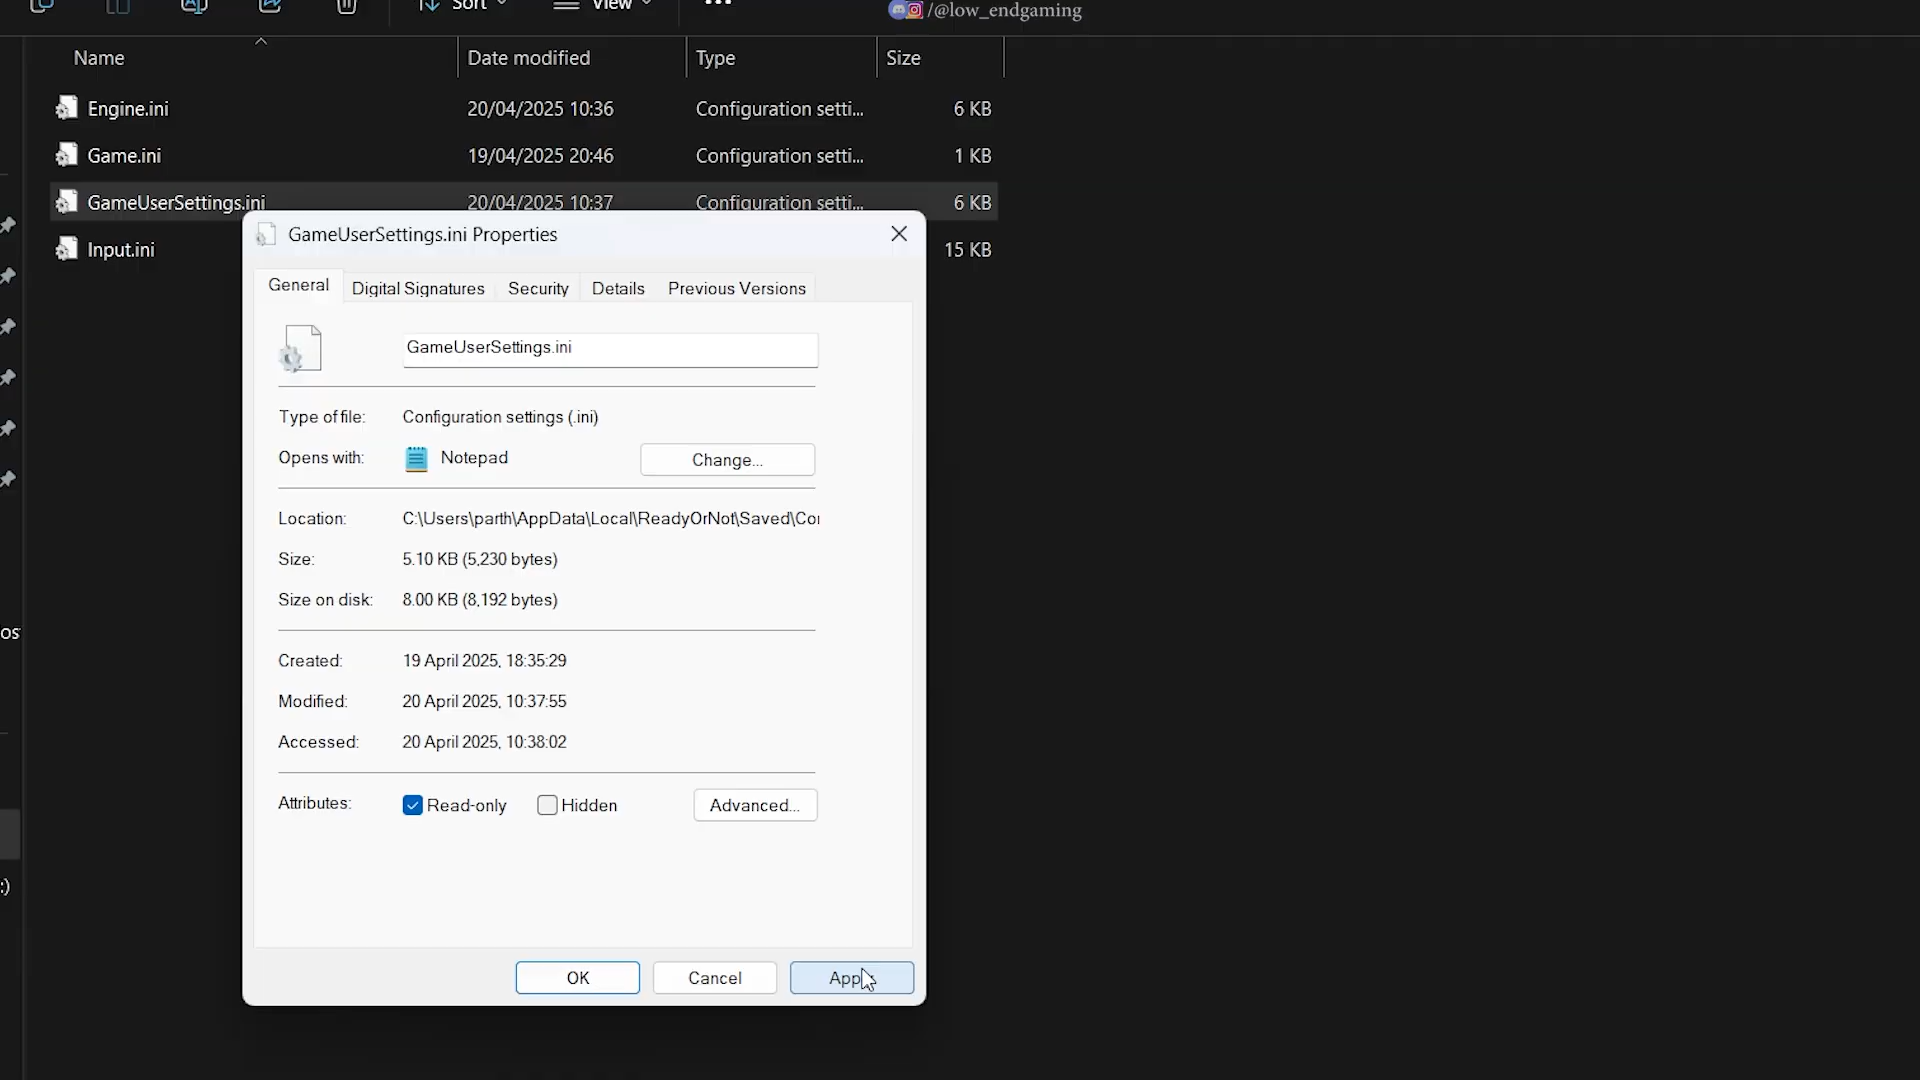 Sort
View
/@low_endgaming
Name
Date modified
Type
Size
Engine.ini
20/04/2025 10:36
Configuration setti...
6 KB
Game.ini
19/04/2025 20:46
Configuration setti...
1 KB
GameUserSettings.ini
20/04/2025 10:37
Configuration setti...
6 KB
Input.ini
15 KB
GameUserSettings.ini Properties
General
Digital Signatures
Security
Details
Previous Versions
GameUserSettings.ini
Type of file:
Configuration settings (.ini)
Opens with:
Notepad
Change...
Location:
C:\Users\parth\AppData\Local\ReadyOrNot\Saved\Co
Size:
5.10 KB (5,230 bytes)
Size on disk:
8.00 KB (8,192 bytes)
Created:
19 April 2025, 18:35:29
Modified:
20 April 2025, 10:37:55
Accessed:
20 April 2025, 10:38:02
Attributes:
Read-only
Hidden
Advanced...
OK
Cancel
Apply
os
:)